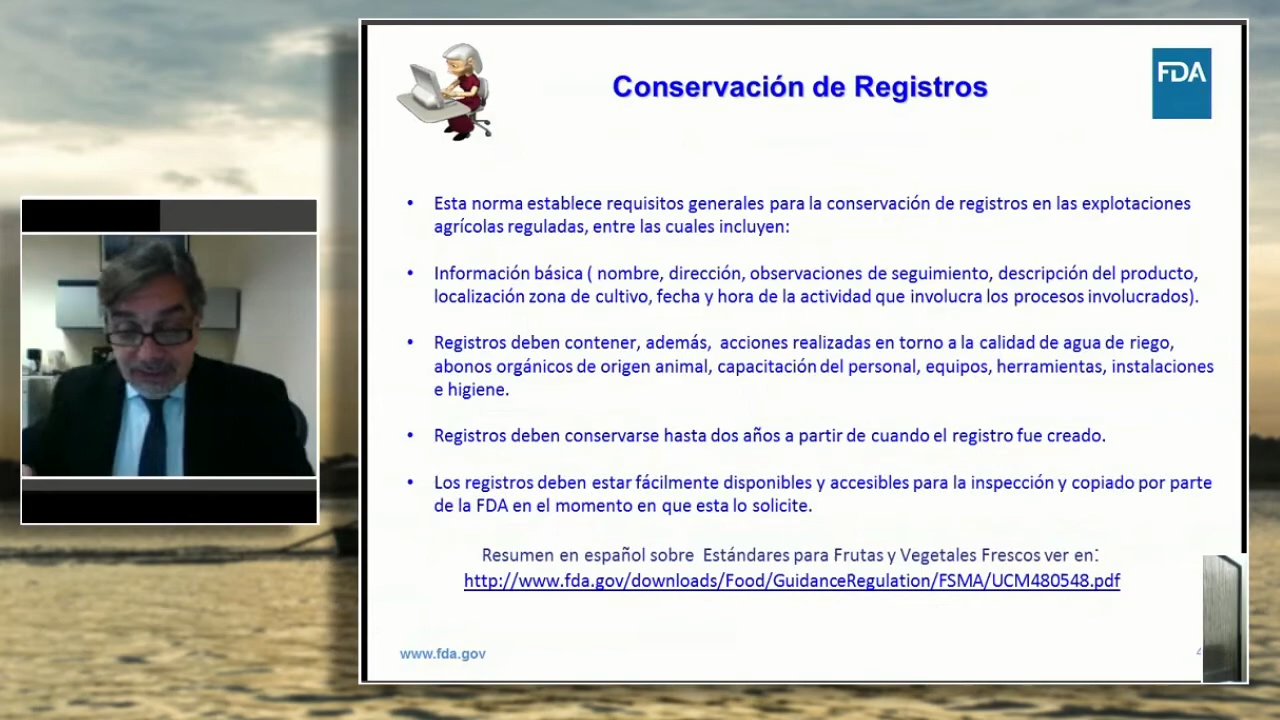 Conservación de Registros
FDA
• Esta norma establece requisitos generales para la conservación de registros en las explotaciones
agrícolas reguladas, entre las cuales incluyen:
• Información básica ( nombre, dirección, observaciones de seguimiento, descripción del producto,
localización zona de cultivo, fecha y hora de la actividad que involucra los procesos involucrados).
• Registros deben contener, además, acciones realizadas en torno a la calidad de agua de riego,
abonos orgánicos de origen animal, capacitación del personal, equipos, herramientas, instalaciones
e higiene.
• Registros deben conservarse hasta dos años a partir de cuando el registro fue creado.
• Los registros deben estar fácilmente disponibles y accesibles para la inspección y copiado por parte
de la FDA en el momento en que esta lo solicite.
Resumen en español sobre Estándares para Frutas y Vegetales Frescos ver en:
http://www.fda.gov/downloads/Food/GuidanceRegulation/FSMA/UCM480548.pdf
www.fda.gov